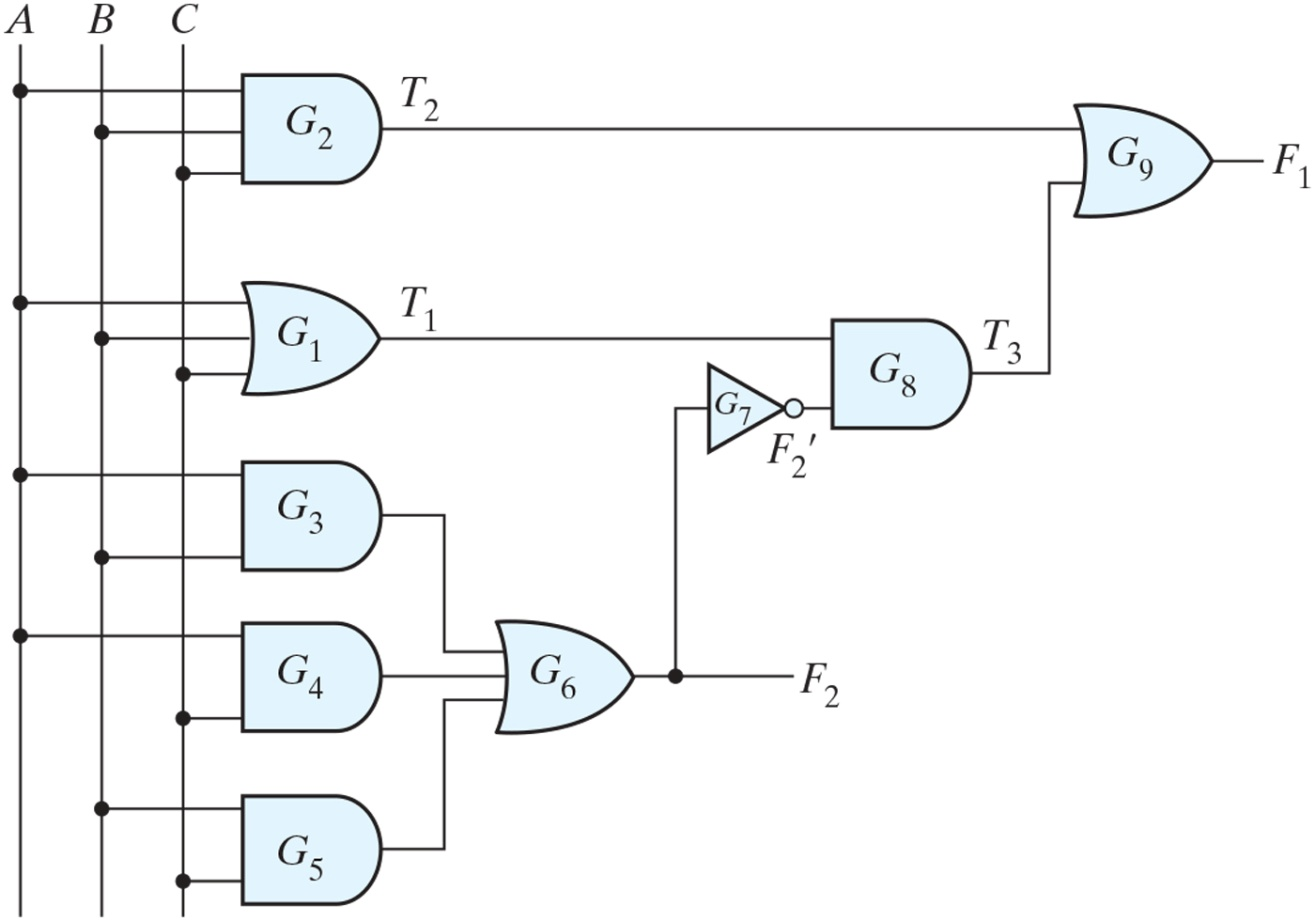 A B C
G2 T2
G9 F1
G1 T1
G8 T3
G7 F2′
G3
G4 G6 F2
G5